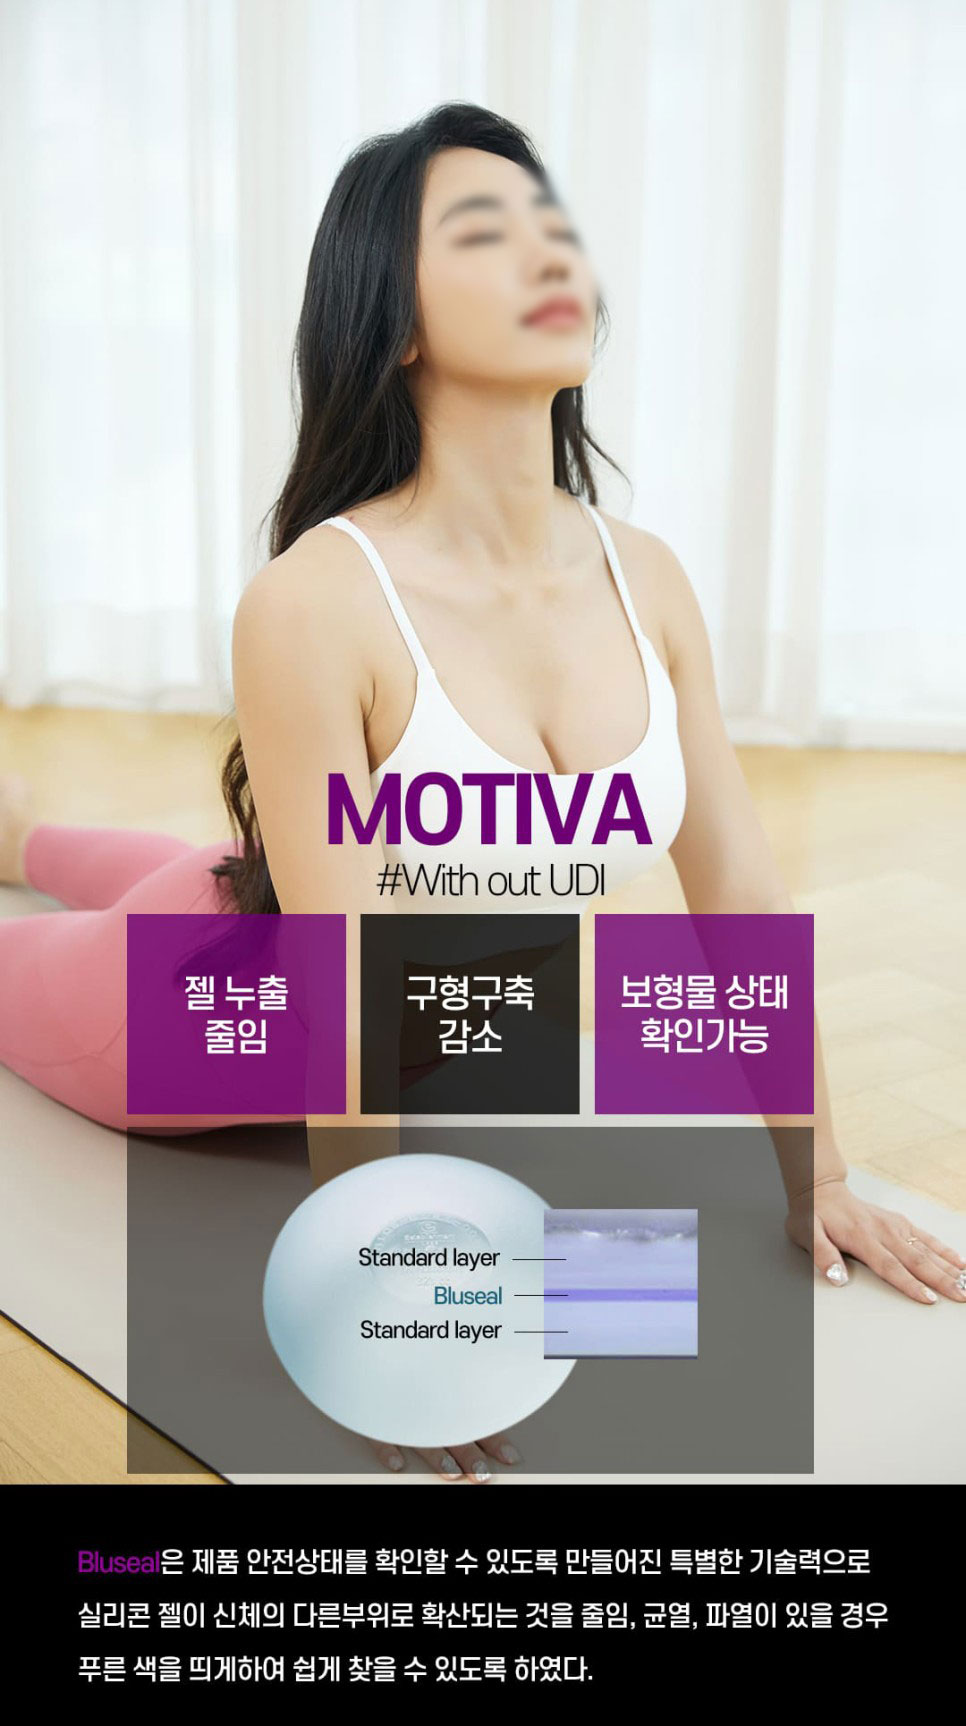 MOTIVA
#With out UDI
젤 누출
줄임
구형구축
감소
보형물 상태
확인가능
Standard layer
Bluseal
Standard layer
Bluseal은 제품 안전상태를 확인할 수 있도록 만들어진 특별한 기술력으로
실리콘 젤이 신체의 다른부위로 확산되는 것을 줄임, 균열, 파열이 있을 경우
푸른 색을 띄게하여 쉽게 찾을 수 있도록 하였다.